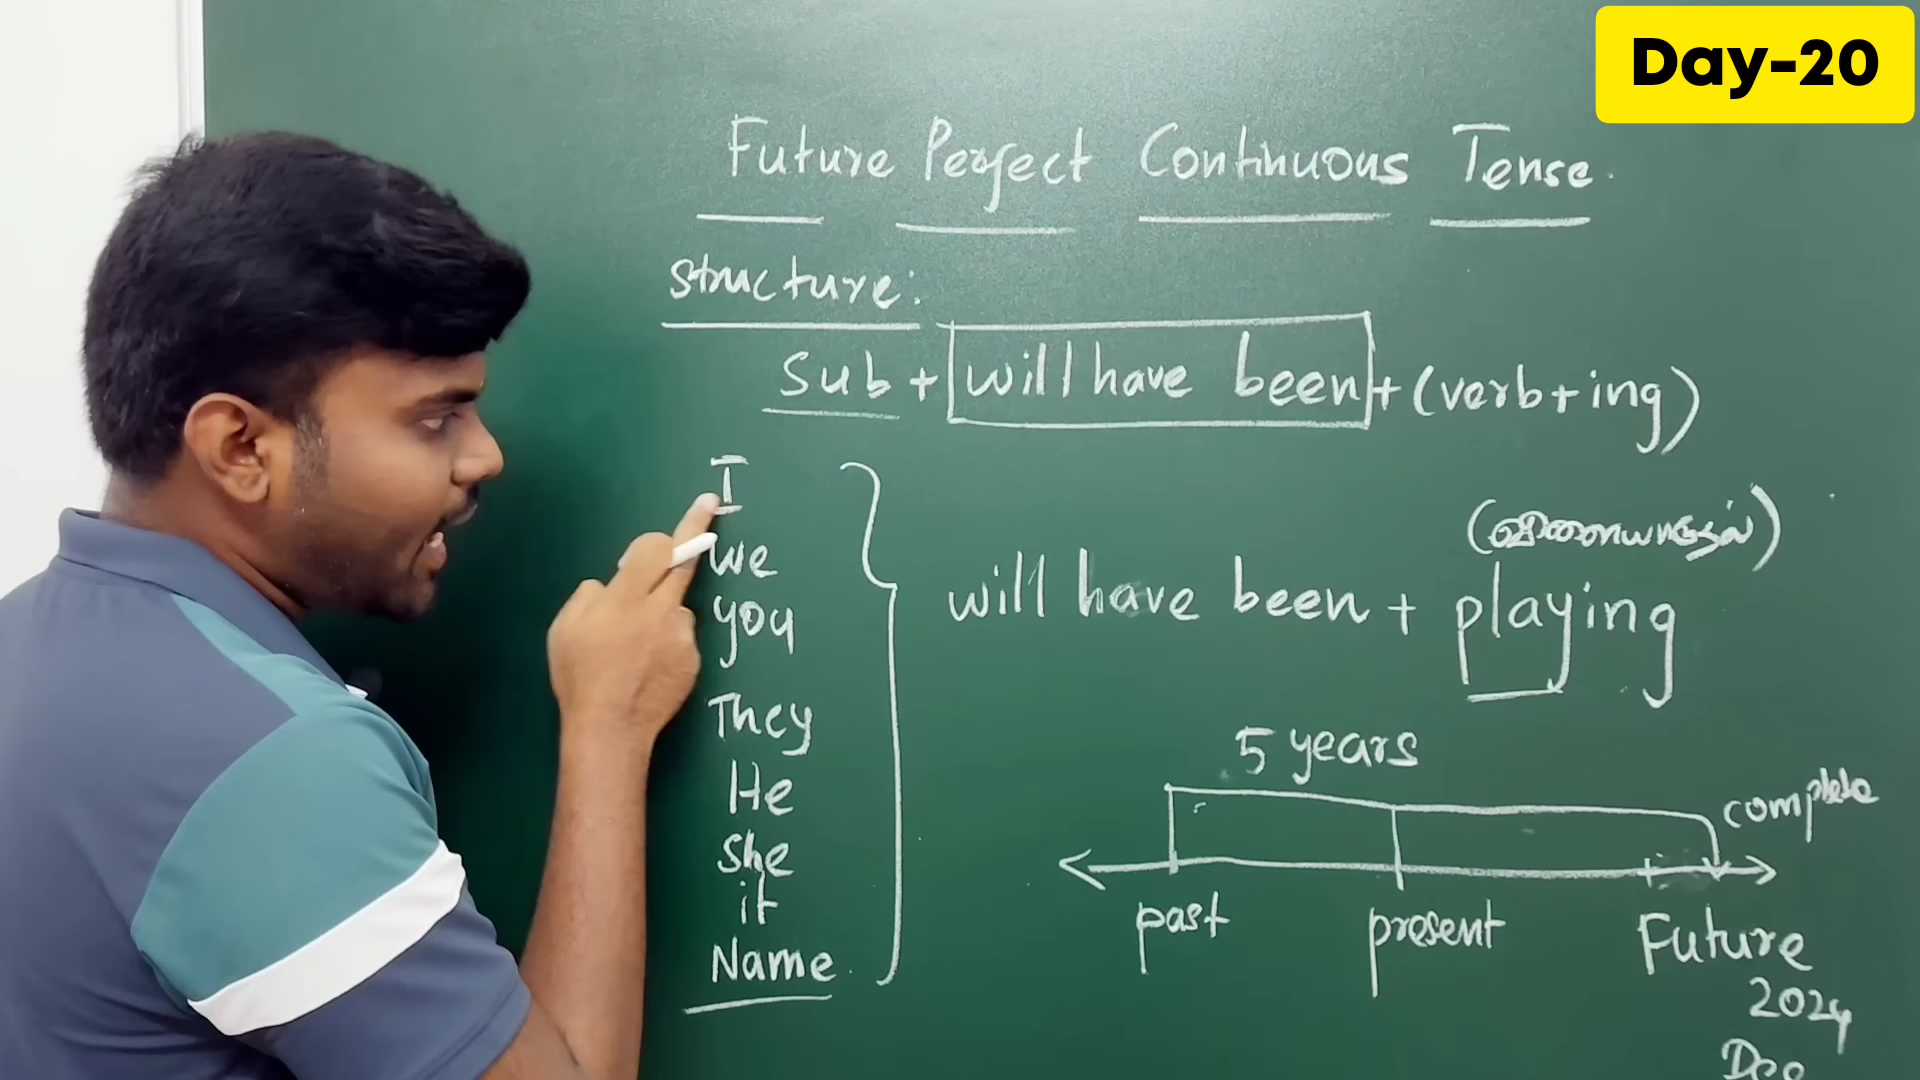 Day-20
Future Perfect Continuous Tense.
structure:
Sub + will have been + (verb+ing)
I
we
you
They
He
she
it
Name.
will have been + playing
5 years
complete
past
present
Future
2024
Dec